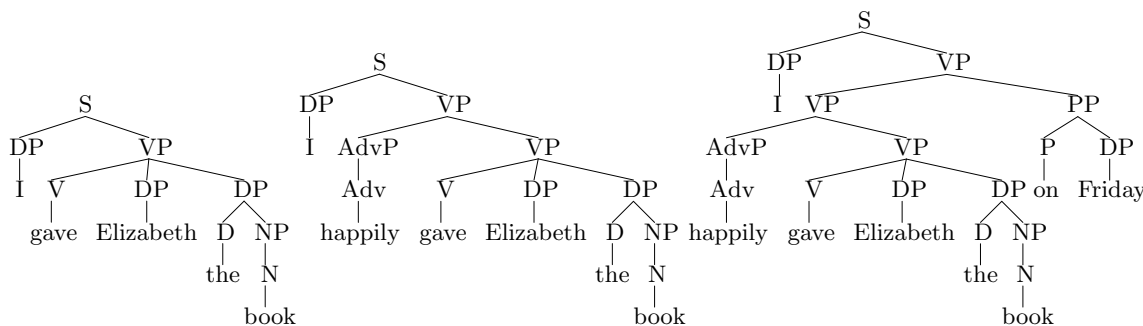 S
DP VP
I V DP DP
gave Elizabeth D NP
the N
book
S
DP VP
I AdvP VP
Adv V DP DP
happily gave Elizabeth D NP
the N
book
S
DP VP
I VP PP
AdvP VP P DP
Adv V DP DP on Friday
happily gave Elizabeth D NP
the N
book